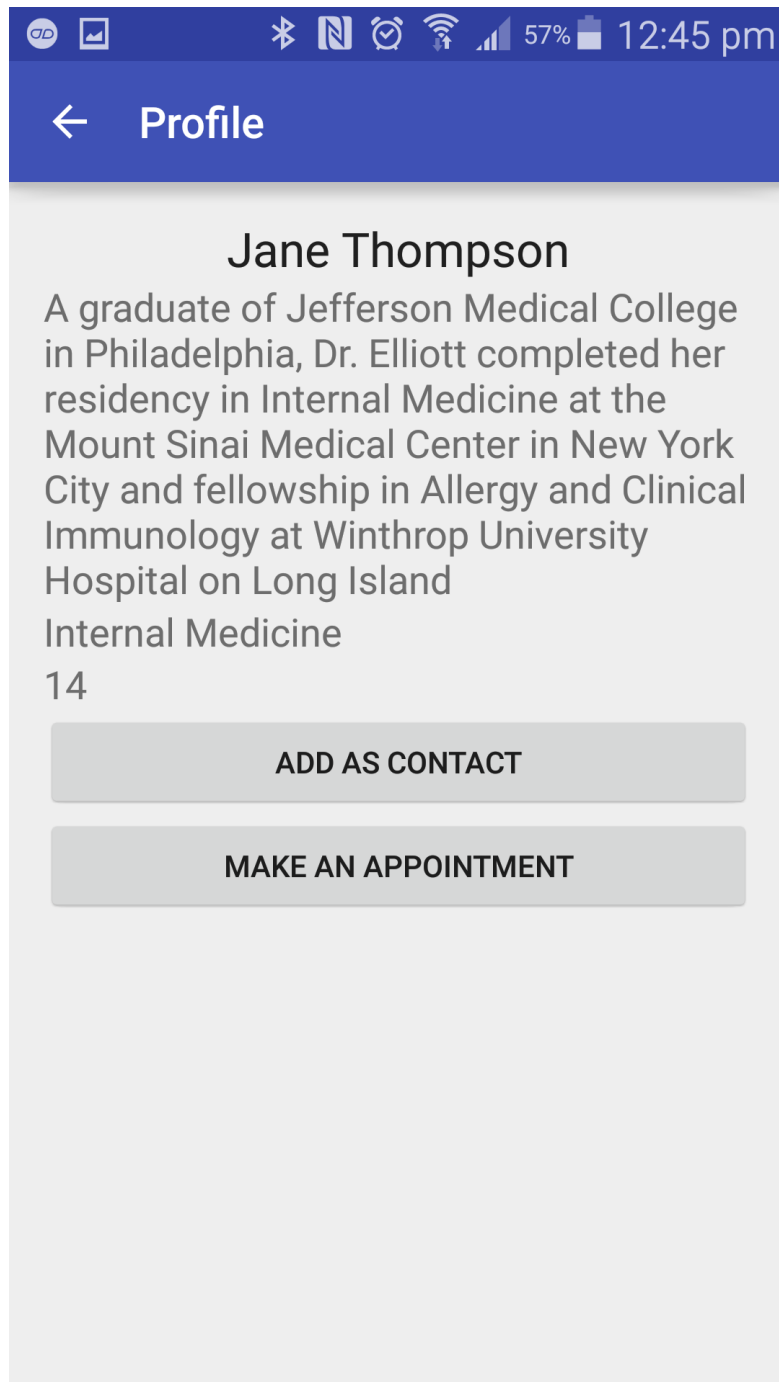 57% 12:45 pm
Profile
Jane Thompson
A graduate of Jefferson Medical College
in Philadelphia, Dr. Elliott completed her
residency in Internal Medicine at the
Mount Sinai Medical Center in New York
City and fellowship in Allergy and Clinical
Immunology at Winthrop University
Hospital on Long Island
Internal Medicine
14
ADD AS CONTACT
MAKE AN APPOINTMENT